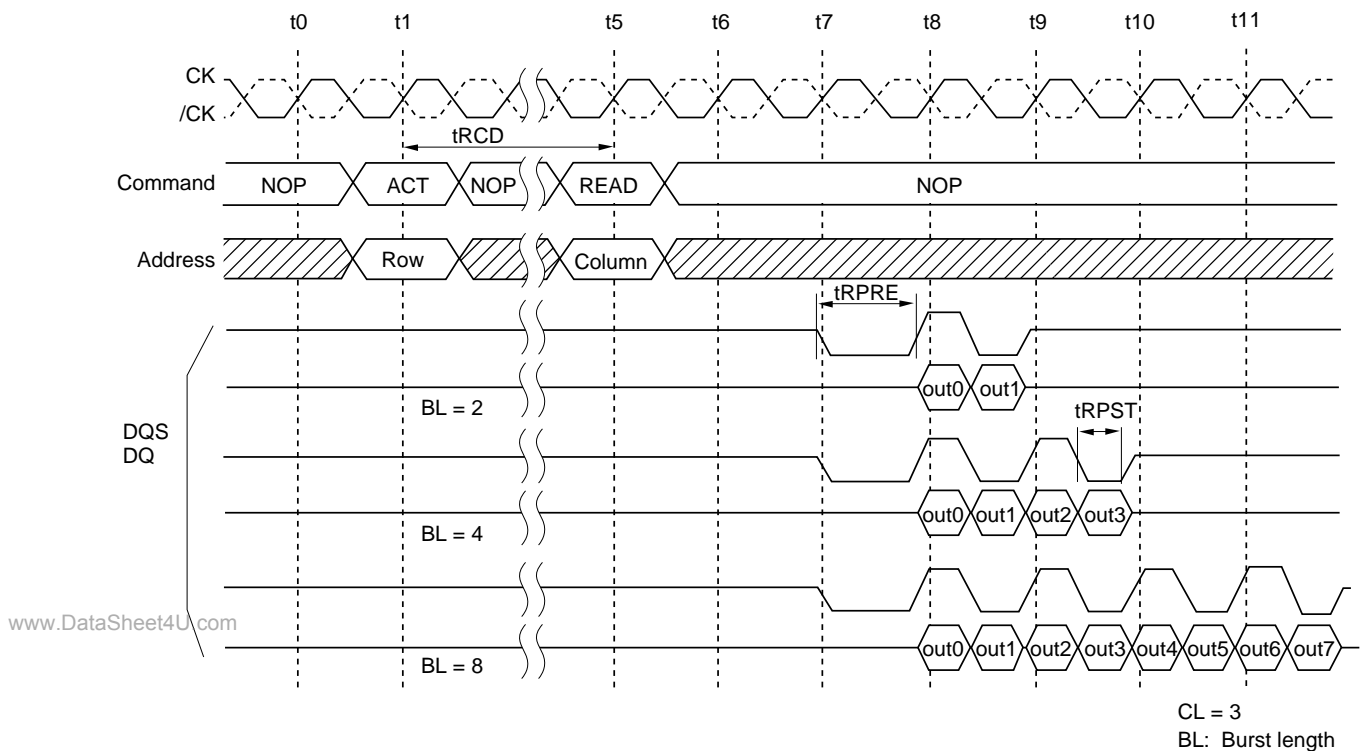 t0 t1 t5 t6 t7 t8 t9 t10 t11
CK
/CK
tRCD
Command NOP ACT NOP READ NOP
Address Row Column
tRPRE
out0 out1
BL = 2
tRPST
DQS
DQ
out0 out1 out2 out3
BL = 4
www.DataSheet4U.com
out0 out1 out2 out3 out4 out5 out6 out7
BL = 8
CL = 3
BL: Burst length